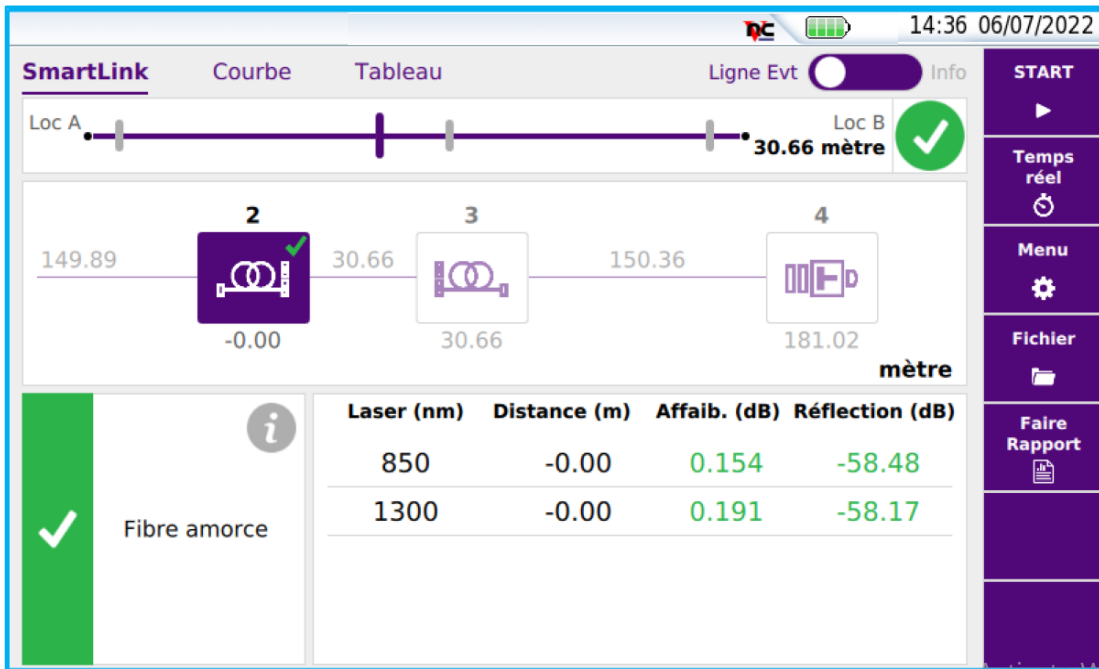 14:36 06/07/2022
SmartLink Courbe Tableau Ligne Evt Info
START
Loc A Loc B
30.66 mètre
Temps
réel
2 3 4
149.89 30.66 150.36
Menu
-0.00 30.66 181.02
mètre
Fichier
Laser (nm) Distance (m) Affaib. (dB) Réflection (dB)
850 -0.00 0.154 -58.48
1300 -0.00 0.191 -58.17
Fibre amorce
Faire
Rapport